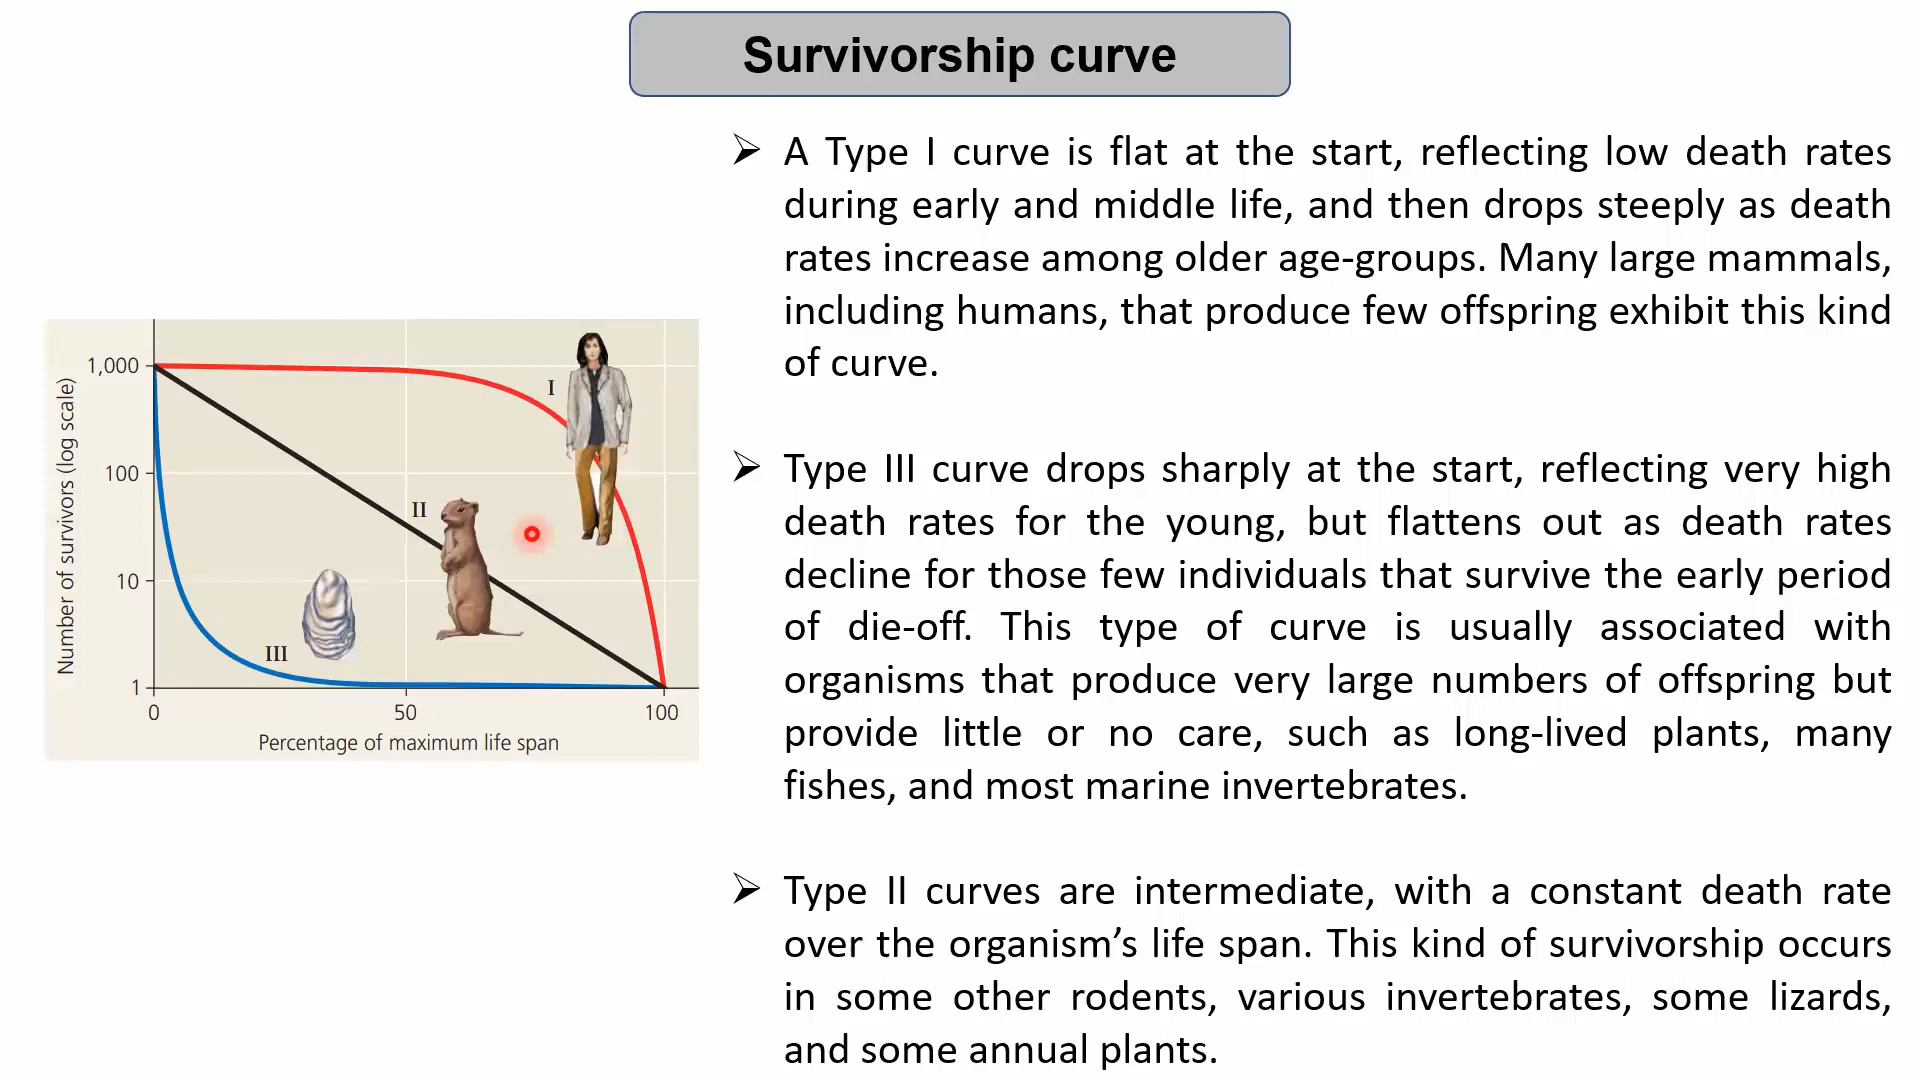 Survivorship curve
➢ A Type I curve is flat at the start, reflecting low death rates
during early and middle life, and then drops steeply as death
rates increase among older age-groups. Many large mammals,
including humans, that produce few offspring exhibit this kind
of curve.
➢ Type III curve drops sharply at the start, reflecting very high
death rates for the young, but flattens out as death rates
decline for those few individuals that survive the early period
of die-off. This type of curve is usually associated with
organisms that produce very large numbers of offspring but
provide little or no care, such as long-lived plants, many
fishes, and most marine invertebrates.
➢ Type II curves are intermediate, with a constant death rate
over the organism’s life span. This kind of survivorship occurs
in some other rodents, various invertebrates, some lizards,
and some annual plants.
Number of survivors (log scale)
1,000
100
10
1
I
II
III
0 50 100
Percentage of maximum life span